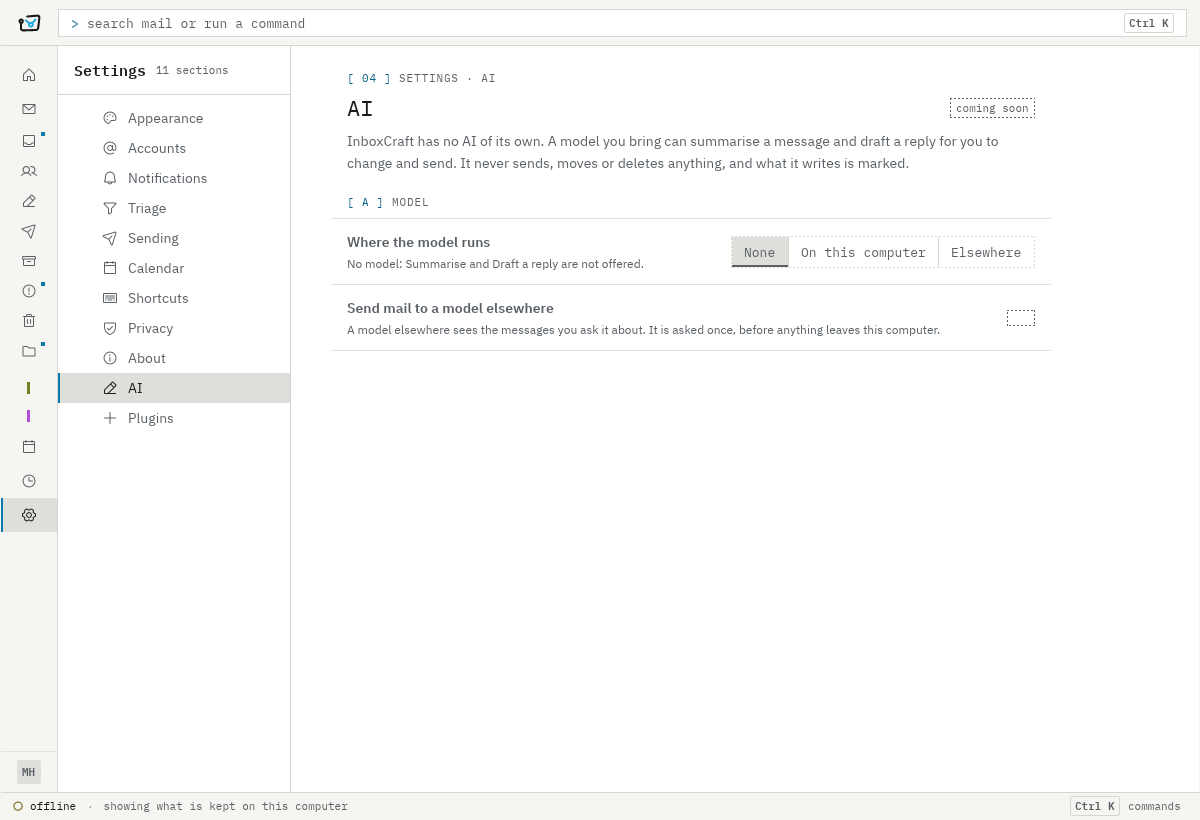 > search mail or run a command Ctrl K
Settings 11 sections
Appearance
Accounts
Notifications
Triage
Sending
Calendar
Shortcuts
Privacy
About
AI
Plugins
[ 04 ] SETTINGS · AI
AI
coming soon
InboxCraft has no AI of its own. A model you bring can summarise a message and draft a reply for you to
change and send. It never sends, moves or deletes anything, and what it writes is marked.
[ A ] MODEL
Where the model runs
No model: Summarise and Draft a reply are not offered.
None On this computer Elsewhere
Send mail to a model elsewhere
A model elsewhere sees the messages you ask it about. It is asked once, before anything leaves this computer.
MH
offline · showing what is kept on this computer
Ctrl K commands